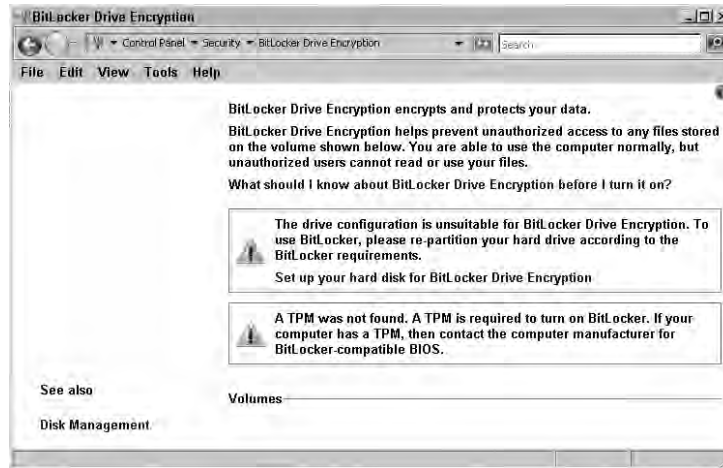 BitLocker Drive Encryption
Control Panel Security BitLocker Drive Encryption
Search
File Edit View Tools Help
BitLocker Drive Encryption encrypts and protects your data.
BitLocker Drive Encryption helps prevent unauthorized access to any files stored
on the volume shown below. You are able to use the computer normally, but
unauthorized users cannot read or use your files.
What should I know about BitLocker Drive Encryption before I turn it on?
The drive configuration is unsuitable for BitLocker Drive Encryption. To
use BitLocker, please re-partition your hard drive according to the
BitLocker requirements.
Set up your hard disk for BitLocker Drive Encryption
A TPM was not found. A TPM is required to turn on BitLocker. If your
computer has a TPM, then contact the computer manufacturer for
BitLocker-compatible BIOS.
See also
Volumes
Disk Management